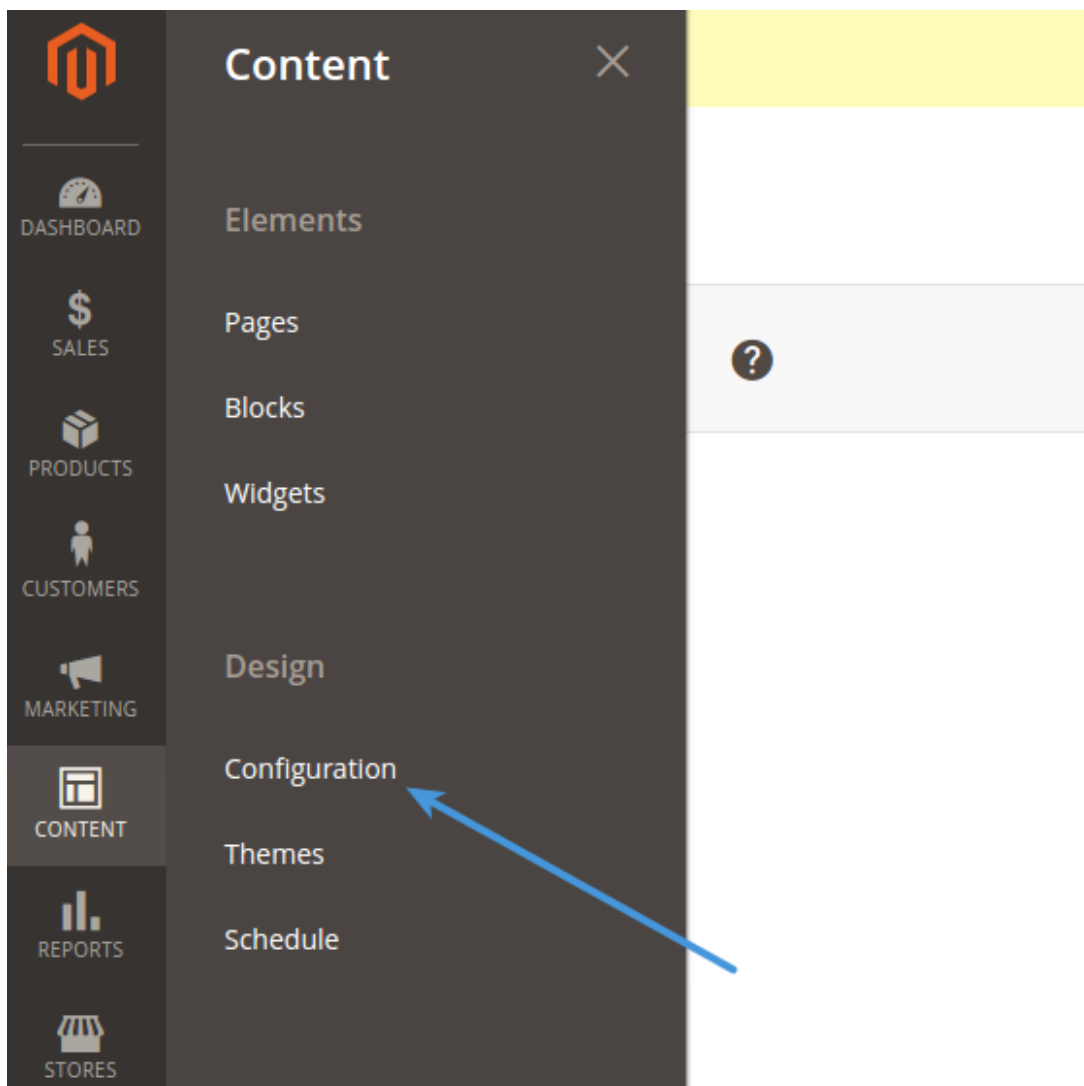 DASHBOARD
SALES
PRODUCTS
CUSTOMERS
MARKETING
CONTENT
REPORTS
STORES
Content
Elements
Pages
Blocks
Widgets
Design
Configuration
Themes
Schedule
?